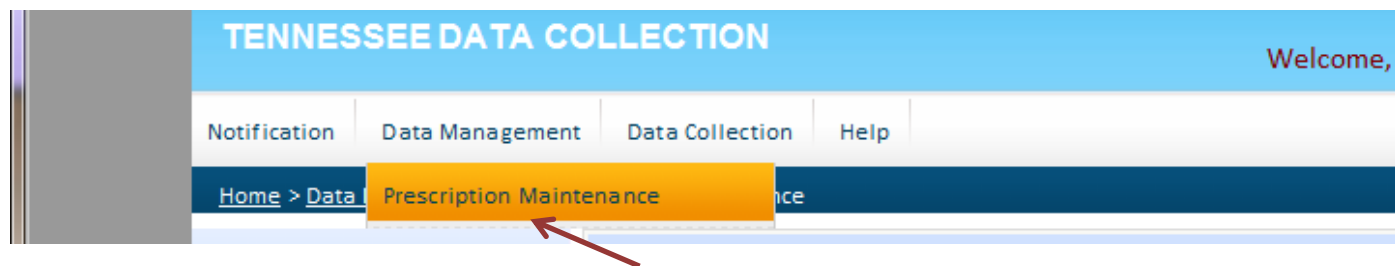 TENNESSEE DATA COLLECTION
Welcome,
Notification Data Management Data Collection Help
Home > Data Prescription Maintenance nce